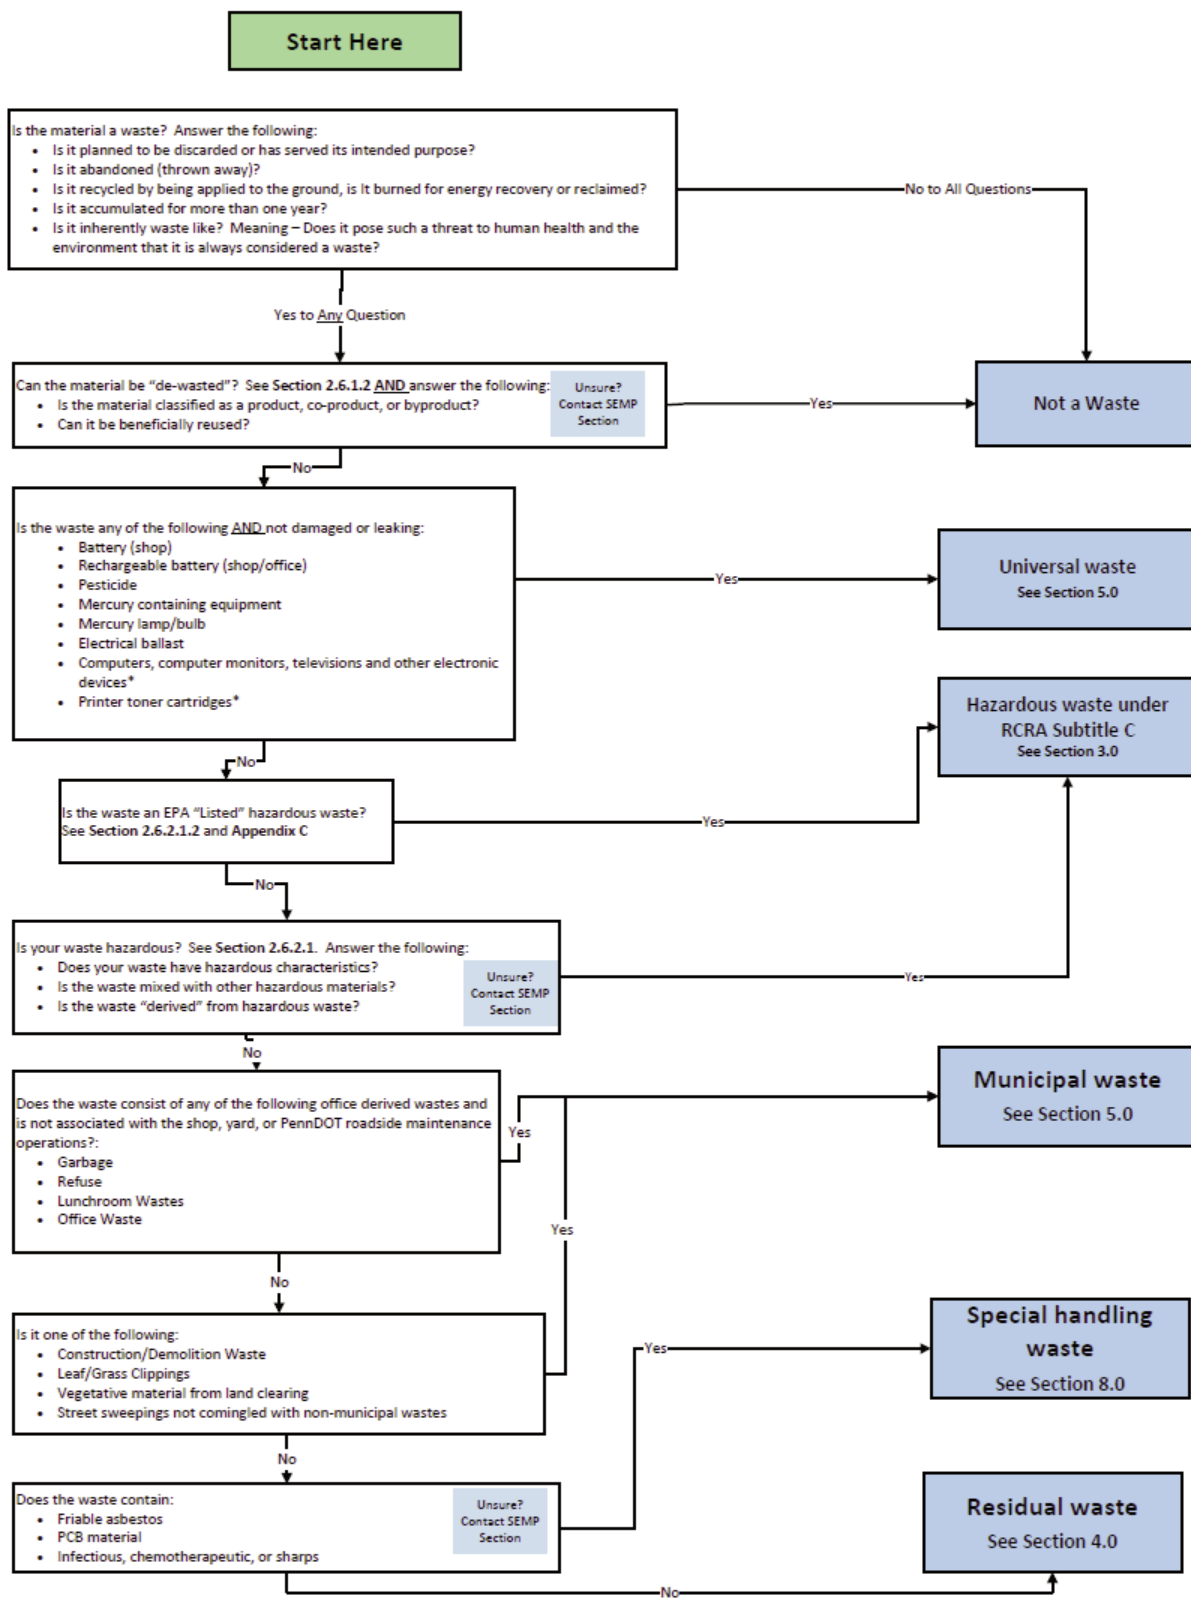 Start Here
Is the material a waste? Answer the following:
• Is it planned to be discarded or has served its intended purpose?
• Is it abandoned (thrown away)?
• Is it recycled by being applied to the ground, is It burned for energy recovery or reclaimed?
• Is it accumulated for more than one year?
• Is it inherently waste like? Meaning – Does it pose such a threat to human health and the
environment that it is always considered a waste?
No to All Questions
Yes to Any Question
Can the material be “de-wasted”? See Section 2.6.1.2 AND answer the following:
• Is the material classified as a product, co-product, or byproduct?
• Can it be beneficially reused?
Unsure?
Contact SEMP
Section
Yes
Not a Waste
No
Is the waste any of the following AND not damaged or leaking:
• Battery (shop)
• Rechargeable battery (shop/office)
• Pesticide
• Mercury containing equipment
• Mercury lamp/bulb
• Electrical ballast
• Computers, computer monitors, televisions and other electronic
devices*
• Printer toner cartridges*
Yes
Universal waste
See Section 5.0
Hazardous waste under
RCRA Subtitle C
See Section 3.0
No
Is the waste an EPA “Listed” hazardous waste?
See Section 2.6.2.1.2 and Appendix C
Yes
No
Is your waste hazardous? See Section 2.6.2.1. Answer the following:
• Does your waste have hazardous characteristics?
• Is the waste mixed with other hazardous materials?
• Is the waste “derived” from hazardous waste?
Unsure?
Contact SEMP
Section
Yes
No
Does the waste consist of any of the following office derived wastes and
is not associated with the shop, yard, or PennDOT roadside maintenance
operations?:
• Garbage
• Refuse
• Lunchroom Wastes
• Office Waste
Yes
Municipal waste
See Section 5.0
Yes
No
Is it one of the following:
• Construction/Demolition Waste
• Leaf/Grass Clippings
• Vegetative material from land clearing
• Street sweepings not comingled with non-municipal wastes
Yes
Special handling
waste
See Section 8.0
No
Does the waste contain:
• Friable asbestos
• PCB material
• Infectious, chemotherapeutic, or sharps
Unsure?
Contact SEMP
Section
Residual waste
See Section 4.0
No